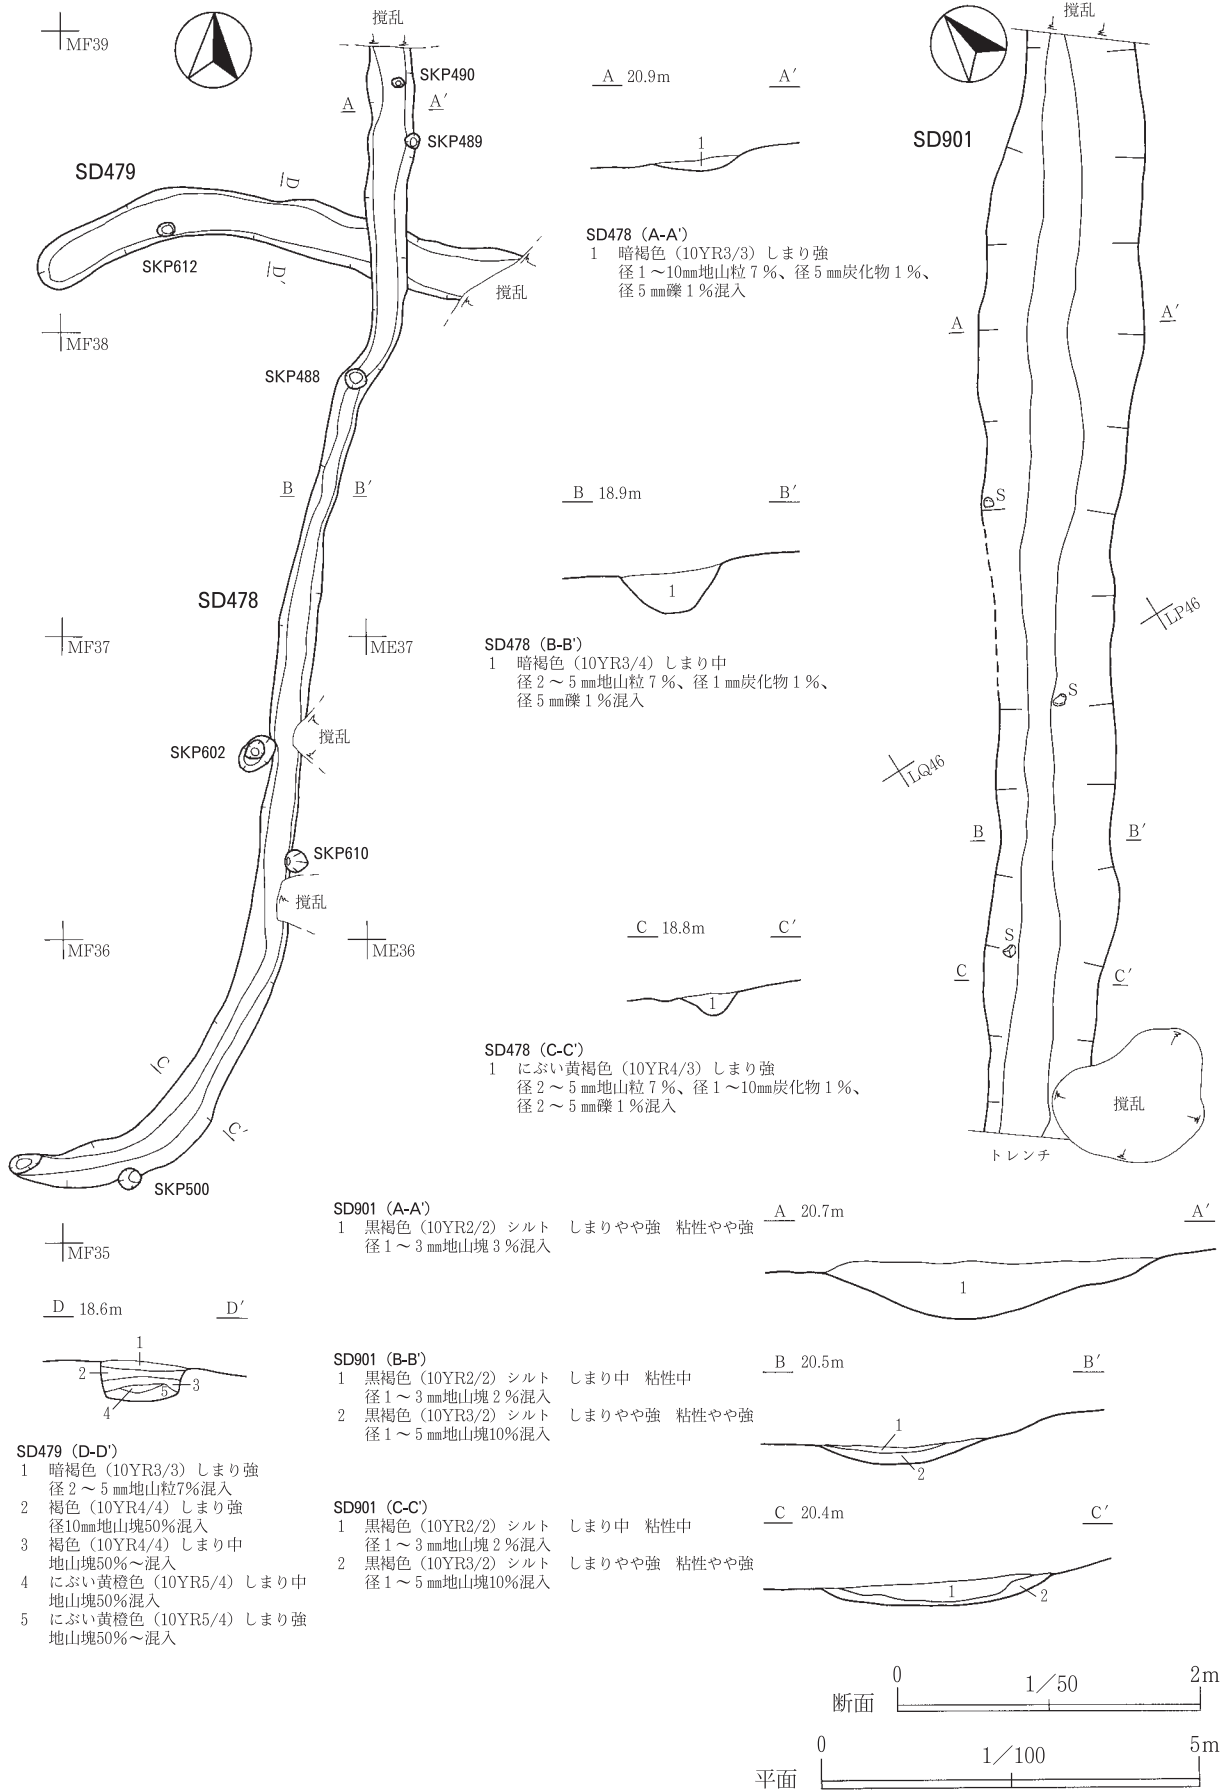 MF39
撹乱
SKP490
A
A′
SKP489
SD479
D
SKP612
D′
撹乱
MF38
SKP488
B
B′
SD478
MF37
ME37
撹乱
SKP602
SKP610
撹乱
MF36
ME36
C
C′
SKP500
MF35
A 20.9m A′
1
SD478（A-A'）
1 暗褐色（10YR3/3）しまり強
径１～10㎜地山粒７％、径５㎜炭化物１％、
径５㎜礫１％混入
B 18.9m B′
1
SD478（B-B'）
1 暗褐色（10YR3/4）しまり中
径２～５㎜地山粒７％、径１㎜炭化物１％、
径５㎜礫１％混入
C 18.8m C′
1
SD478（C-C'）
1 にぶい黄褐色（10YR4/3）しまり強
径２～５㎜地山粒７％、径１～10㎜炭化物１％、
径２～５㎜礫１％混入
撹乱
SD901
A
A′
S
LP46
S
LQ46
B
B′
S
C
C′
撹乱
トレンチ
D 18.6m D′
1
2
3
5
4
SD479（D-D'）
1 暗褐色（10YR3/3）しまり強
径２～５㎜地山粒7％混入
2 褐色（10YR4/4）しまり強
径10㎜地山塊50％混入
3 褐色（10YR4/4）しまり中
地山塊50％～混入
4 にぶい黄橙色（10YR5/4）しまり中
地山塊50％混入
5 にぶい黄橙色（10YR5/4）しまり強
地山塊50％～混入
SD901（A-A'）
1 黒褐色（10YR2/2）シルト しまりやや強 粘性やや強
径１～３㎜地山塊３％混入
A 20.7m A′
1
SD901（B-B'）
1 黒褐色（10YR2/2）シルト しまり中 粘性中
径１～３㎜地山塊２％混入
2 黒褐色（10YR3/2）シルト しまりやや強 粘性やや強
径１～５㎜地山塊10％混入
B 20.5m B′
1
2
SD901（C-C'）
1 黒褐色（10YR2/2）シルト しまり中 粘性中
径１～３㎜地山塊２％混入
2 黒褐色（10YR3/2）シルト しまりやや強 粘性やや強
径１～５㎜地山塊10％混入
C 20.4m C′
1
2
断面 0 1／50 2m
平面 0 1／100 5m